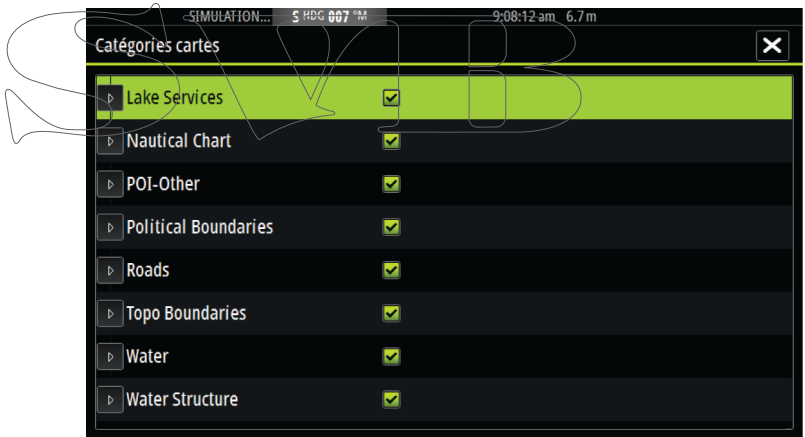 SIMULATION... S HDG 007 °M 9:08:12 am 6.7 m
Catégories cartes
Lake Services
Nautical Chart
POI-Other
Political Boundaries
Roads
Topo Boundaries
Water
Water Structure